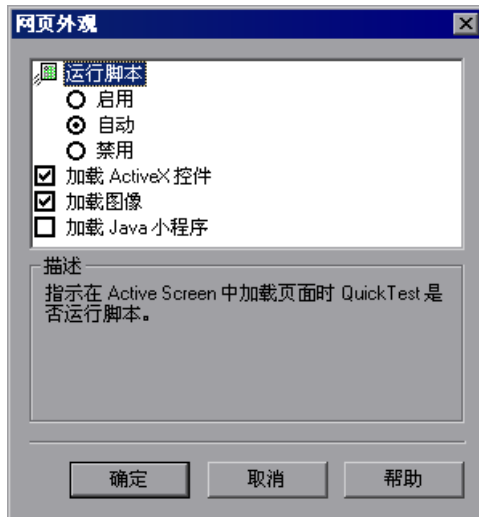 网页外观
运行脚本
启用
自动
禁用
加载 ActiveX 控件
加载图像
加载 Java 小程序
描述
指示在 Active Screen 中加载页面时 QuickTest 是
否运行脚本。
确定 取消 帮助